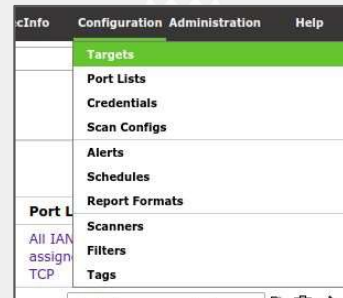 cInfo Configuration Administration Help
Targets
Port Lists
Credentials
Scan Configs
Alerts
Schedules
Report Formats
Port L
Scanners
All IAN
Filters
assign
TCP
Tags